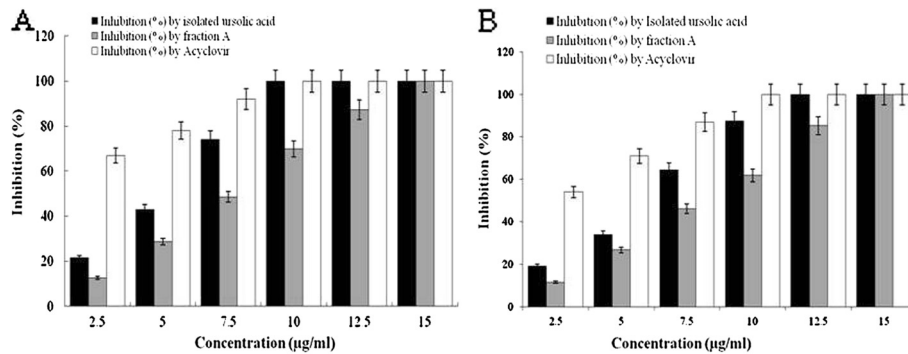 A
Inhibition (%) by isolated ursolic acid
Inhibition (%) by fraction A
Inhibition (%) by Acyclovir
120
100
80
60
40
20
0
Inhibition (%)
2.5 5 7.5 10 12.5 15
Concentration (µg/ml)
B
Inhibition (%) by Isolated ursolic acid
Inhibition (%) by fraction A
Inhibition (%) by Acyclovir
120
100
80
60
40
20
0
Inhibition (%)
2.5 5 7.5 10 12.5 15
Concentration (µg/ml)